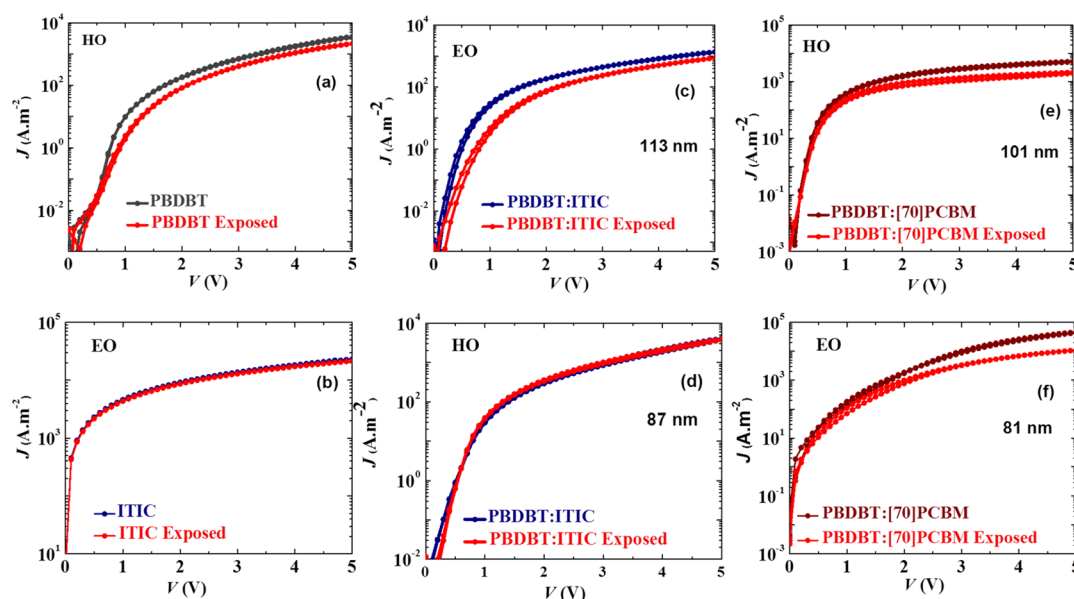 HO
(a)
10^4
10^2
10^0
10^-2
J (A.m^-2)
PBDBT
PBDBT Exposed
0 1 2 3 4 5
V (V)
EO
(c)
113 nm
10^4
10^2
10^0
10^-2
J (A.m^-2)
PBDBT:ITIC
PBDBT:ITIC Exposed
0 1 2 3 4 5
V (V)
HO
(e)
101 nm
10^5
10^3
10^1
10^-1
10^-3
J (A.m^-2)
PBDBT:[70]PCBM
PBDBT:[70]PCBM Exposed
0 1 2 3 4 5
V (V)
EO
(b)
10^5
10^3
10^1
J (A.m^-2)
ITIC
ITIC Exposed
0 1 2 3 4 5
V (V)
HO
(d)
87 nm
10^4
10^2
10^0
10^-2
J (A.m^-2)
PBDBT:ITIC
PBDBT:ITIC Exposed
0 1 2 3 4 5
V (V)
EO
(f)
81 nm
10^5
10^3
10^1
10^-1
10^-3
J (A.m^-2)
PBDBT:[70]PCBM
PBDBT:[70]PCBM Exposed
0 1 2 3 4 5
V (V)